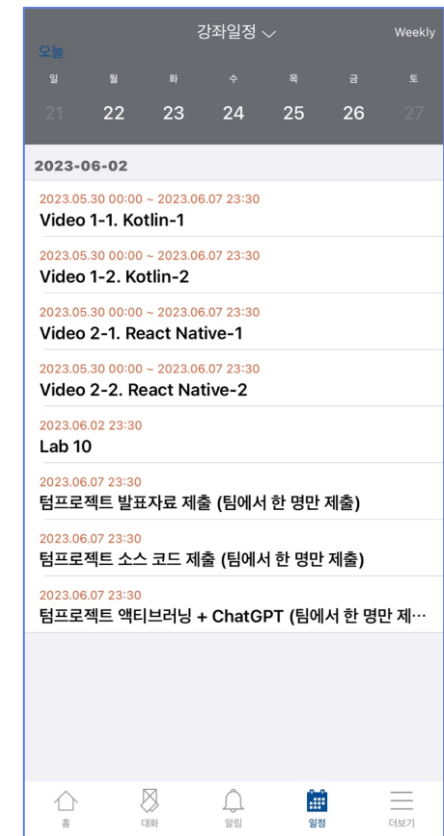 강좌일정
Weekly
오늘
일 월 화 수 목 금 토
21 22 23 24 25 26 27
2023-06-02
2023.05.30 00:00 ~ 2023.06.07 23:30
Video 1-1. Kotlin-1
2023.05.30 00:00 ~ 2023.06.07 23:30
Video 1-2. Kotlin-2
2023.05.30 00:00 ~ 2023.06.07 23:30
Video 2-1. React Native-1
2023.05.30 00:00 ~ 2023.06.07 23:30
Video 2-2. React Native-2
2023.06.02 23:30
Lab 10
2023.06.07 23:30
텀프로젝트 발표자료 제출 (팀에서 한 명만 제출)
2023.06.07 23:30
텀프로젝트 소스 코드 제출 (팀에서 한 명만 제출)
2023.06.07 23:30
텀프로젝트 액티브러닝 + ChatGPT (팀에서 한 명만 제…
홈 대화 알림 일정 더보기